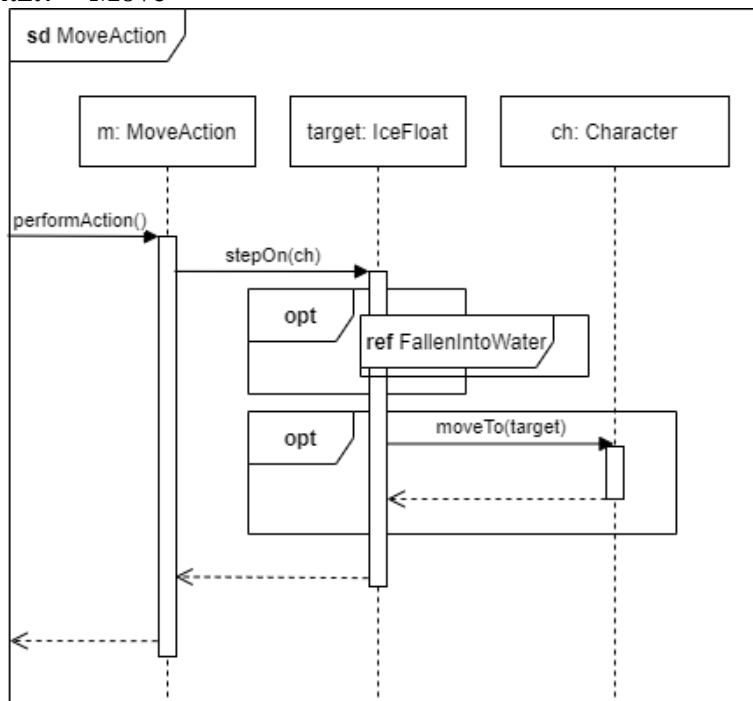 sd MoveAction
m: MoveAction
target: IceFloat
ch: Character
performAction()
stepOn(ch)
opt
ref FallenIntoWater
opt
moveTo(target)